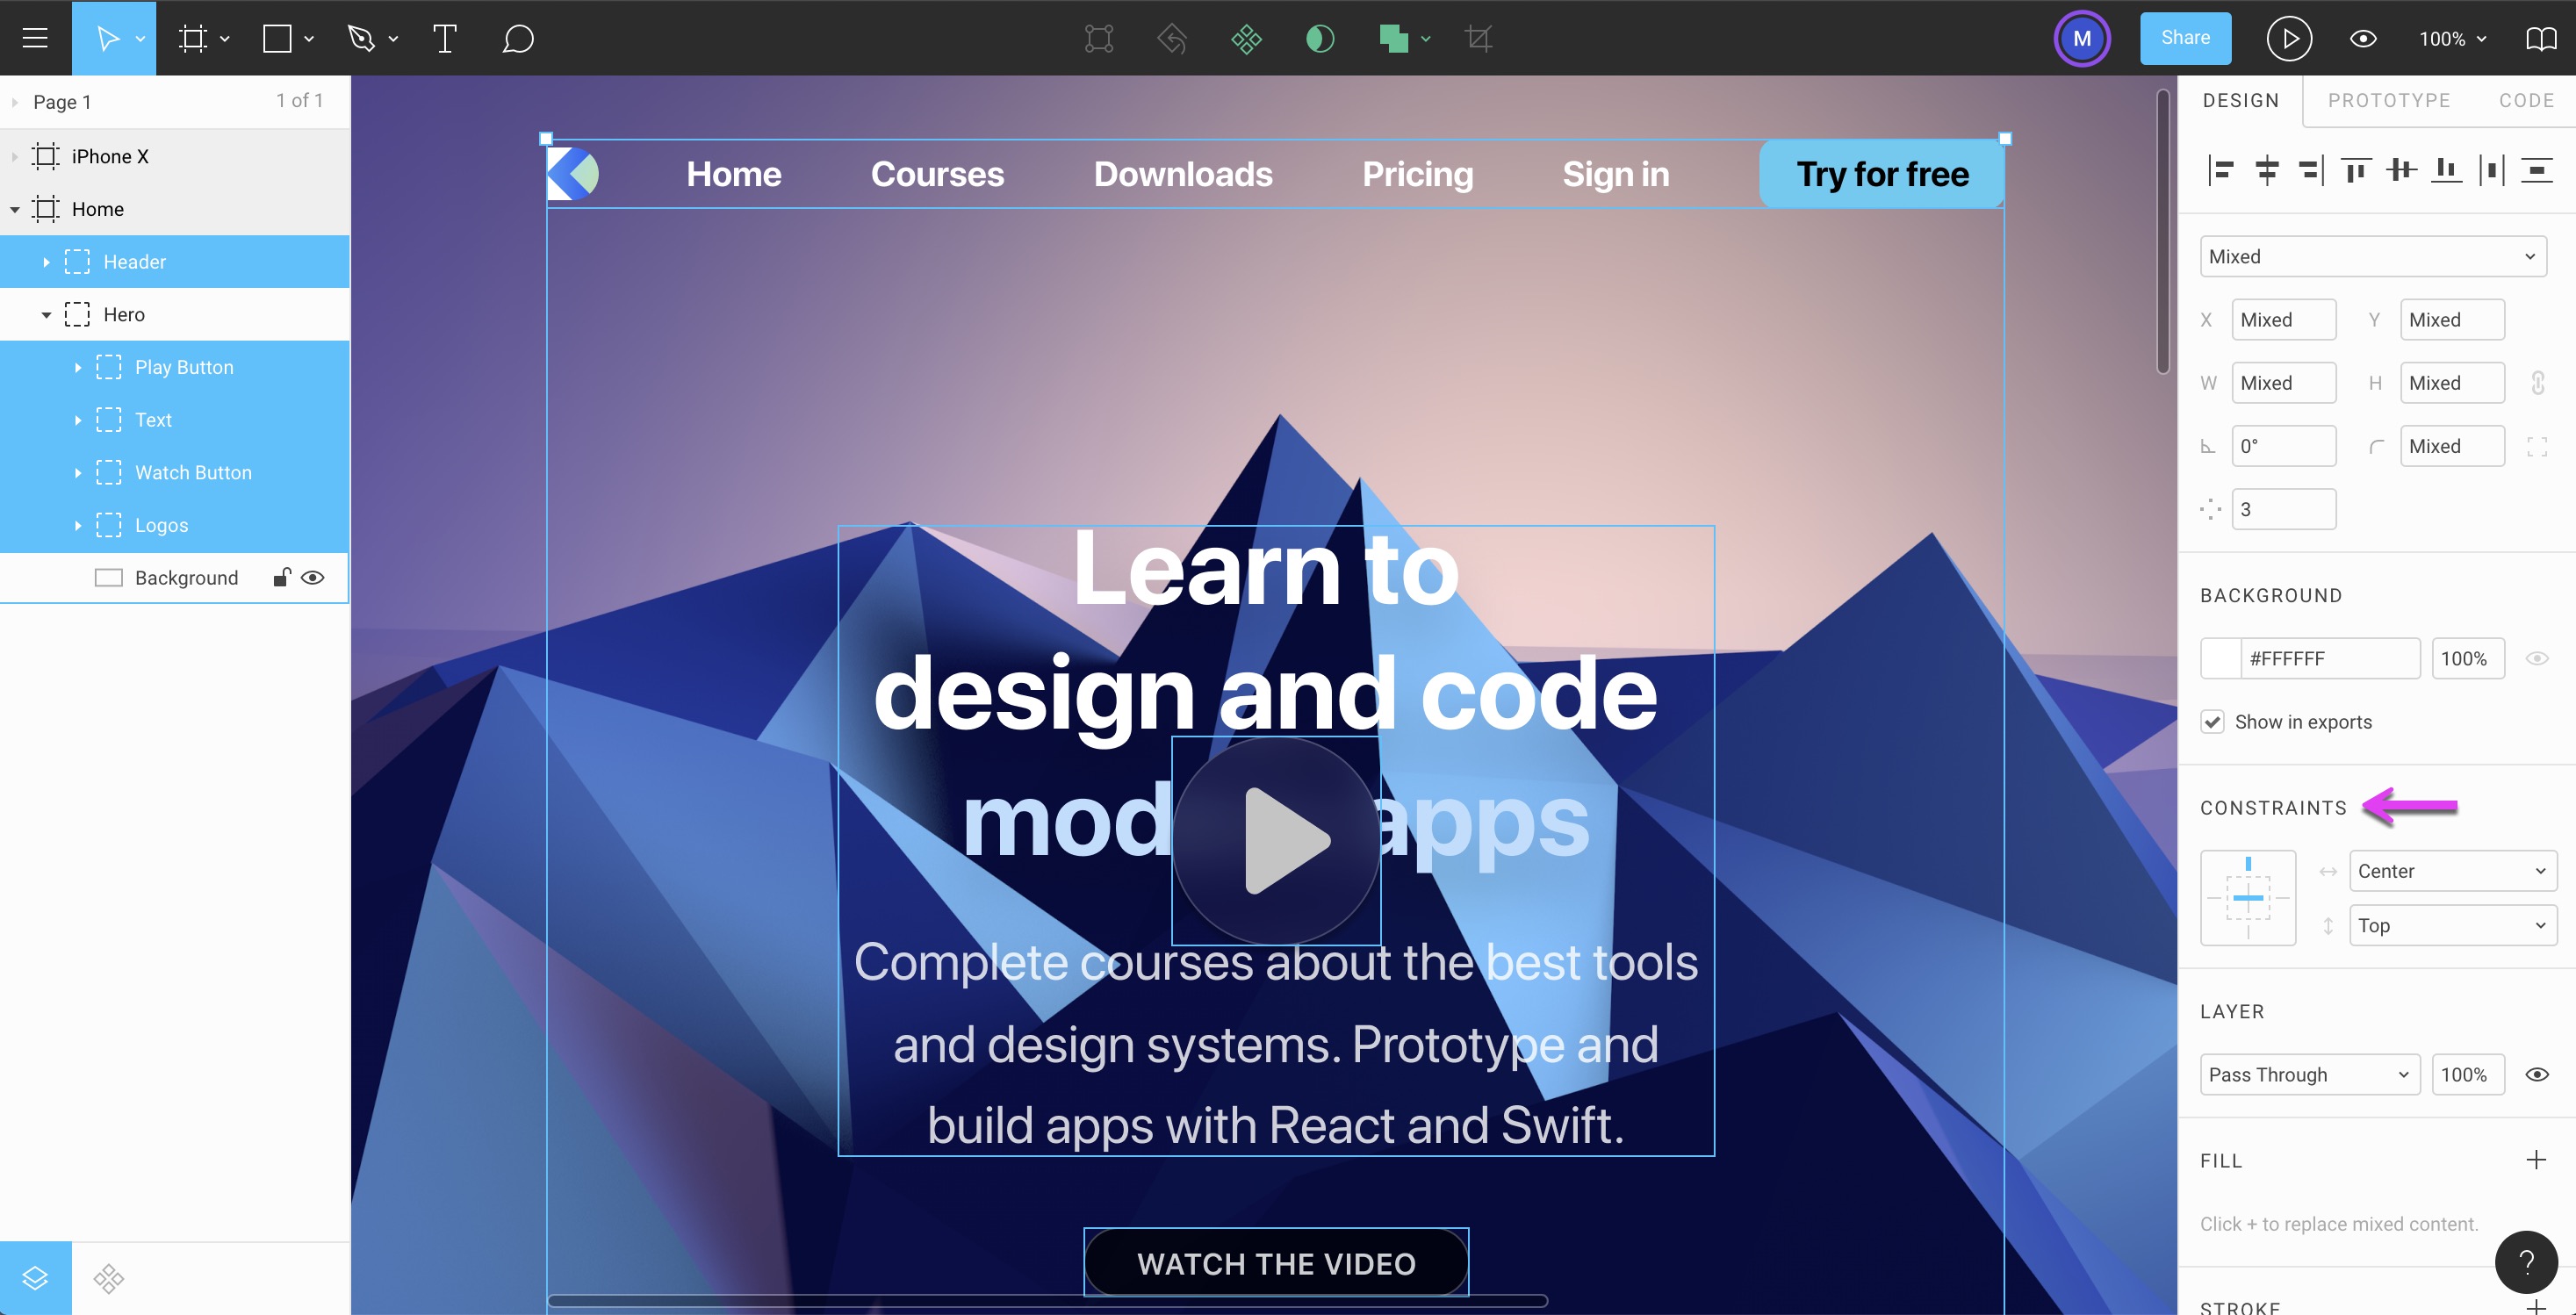 M
Share
100%
Page 1
1 of 1
iPhone X
Home
Header
Hero
Play Button
Text
Watch Button
Logos
Background
Home Courses Downloads Pricing Sign in Try for free
Learn to
design and code
mod apps
Complete courses about the best tools
and design systems. Prototype and
build apps with React and Swift.
WATCH THE VIDEO
DESIGN PROTOTYPE CODE
Mixed
X Mixed Y Mixed
W Mixed H Mixed
0° Mixed
3
BACKGROUND
#FFFFFF 100%
Show in exports
CONSTRAINTS
Center
Top
LAYER
Pass Through 100%
FILL
Click + to replace mixed content.
?
STROKE